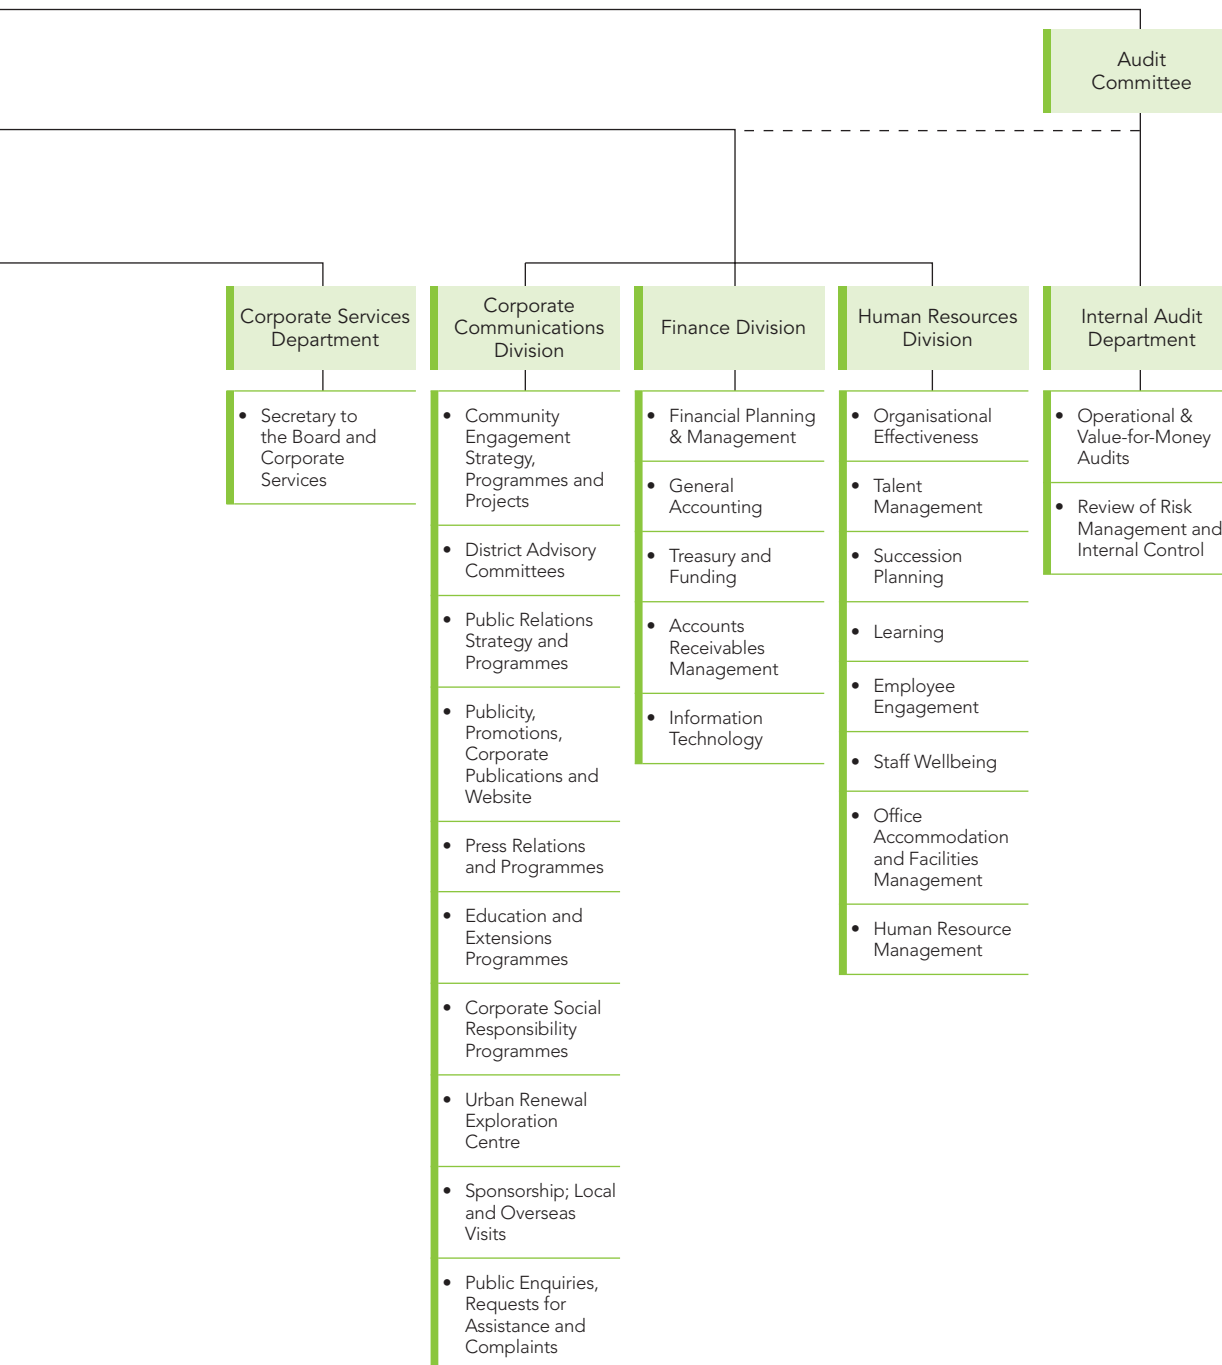 Audit
Committee
Corporate Services
Department
• Secretary to
the Board and
Corporate
Services
Corporate
Communications
Division
• Community
Engagement
Strategy,
Programmes and
Projects
• District Advisory
Committees
• Public Relations
Strategy and
Programmes
• Publicity,
Promotions,
Corporate
Publications and
Website
• Press Relations
and Programmes
• Education and
Extensions
Programmes
• Corporate Social
Responsibility
Programmes
• Urban Renewal
Exploration
Centre
• Sponsorship; Local
and Overseas
Visits
• Public Enquiries,
Requests for
Assistance and
Complaints
Finance Division
• Financial Planning
& Management
• General
Accounting
• Treasury and
Funding
• Accounts
Receivables
Management
• Information
Technology
Human Resources
Division
• Organisational
Effectiveness
• Talent
Management
• Succession
Planning
• Learning
• Employee
Engagement
• Staff Wellbeing
• Office
Accommodation
and Facilities
Management
• Human Resource
Management
Internal Audit
Department
• Operational &
Value-for-Money
Audits
• Review of Risk
Management and
Internal Control